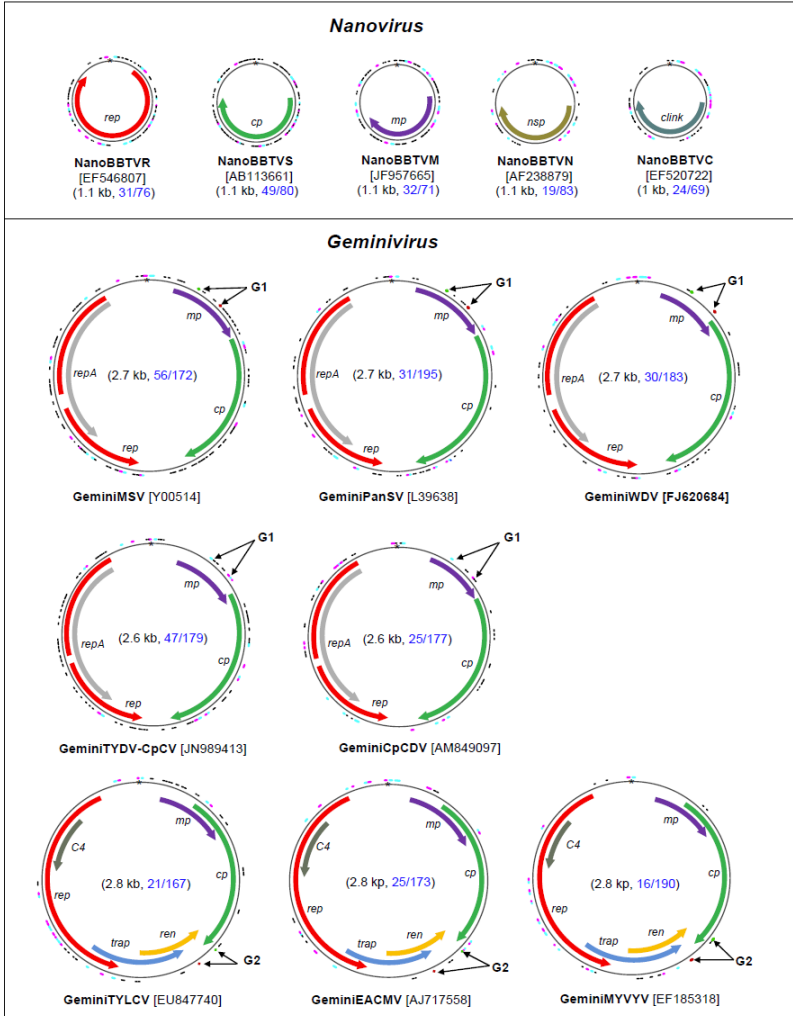 Nanovirus
rep
cp
mp
nsp
clink
NanoBBTVR
[EF546807]
(1.1 kb, 31/76)
NanoBBTVS
[AB113661]
(1.1 kb, 49/80)
NanoBBTVM
[JF957665]
(1.1 kb, 32/71)
NanoBBTVN
[AF238879]
(1.1 kb, 19/83)
NanoBBTVC
[EF520722]
(1 kb, 24/69)
Geminivirus
G1
mp
repA
(2.7 kb, 56/172)
cp
rep
GeminiMSV [Y00514]
G1
mp
repA
(2.7 kb, 31/195)
cp
rep
GeminiPanSV [L39638]
G1
mp
repA
(2.7 kb, 30/183)
cp
rep
GeminiWDV [FJ620684]
G1
mp
repA
(2.6 kb, 47/179)
cp
rep
GeminiTYDV-CpCV [JN989413]
G1
mp
repA
(2.6 kb, 25/177)
cp
rep
GeminiCpCDV [AM849097]
mp
C4
(2.8 kb, 21/167)
cp
rep
ren
trap
G2
GeminiTYLCV [EU847740]
mp
C4
(2.8 kp, 25/173)
cp
rep
ren
trap
G2
GeminiEACMV [AJ717558]
mp
C4
(2.8 kp, 16/190)
cp
rep
ren
trap
G2
GeminiMYVYV [EF185318]